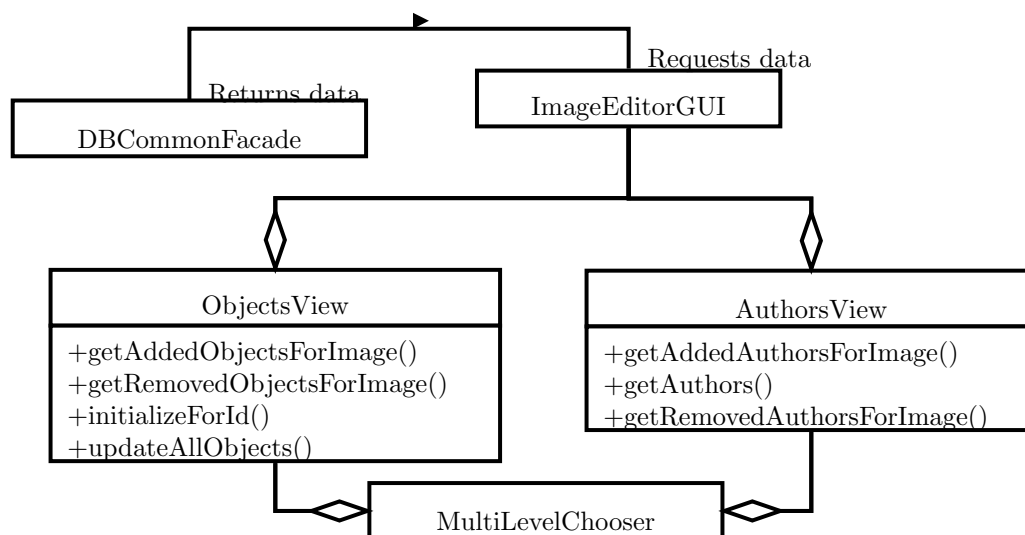 Requests data
Returns data
ImageEditorGUI
DBCommonFacade
ObjectsView
+getAddedObjectsForImage()
+getRemovedObjectsForImage()
+initializeForId()
+updateAllObjects()
AuthorsView
+getAddedAuthorsForImage()
+getAuthors()
+getRemovedAuthorsForImage()
MultiLevelChooser